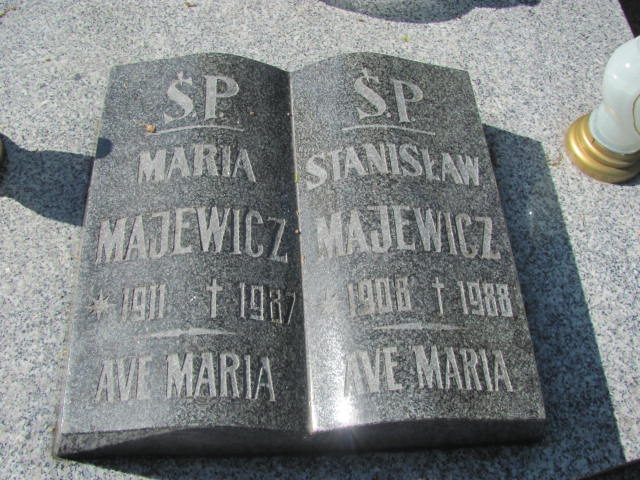 Ś.P.
MARIA
MAJEWICZ
* 1911 † 1987
AVE MARIA
Ś.P.
STANISŁAW
MAJEWICZ
* 1908 † 1988
AVE MARIA